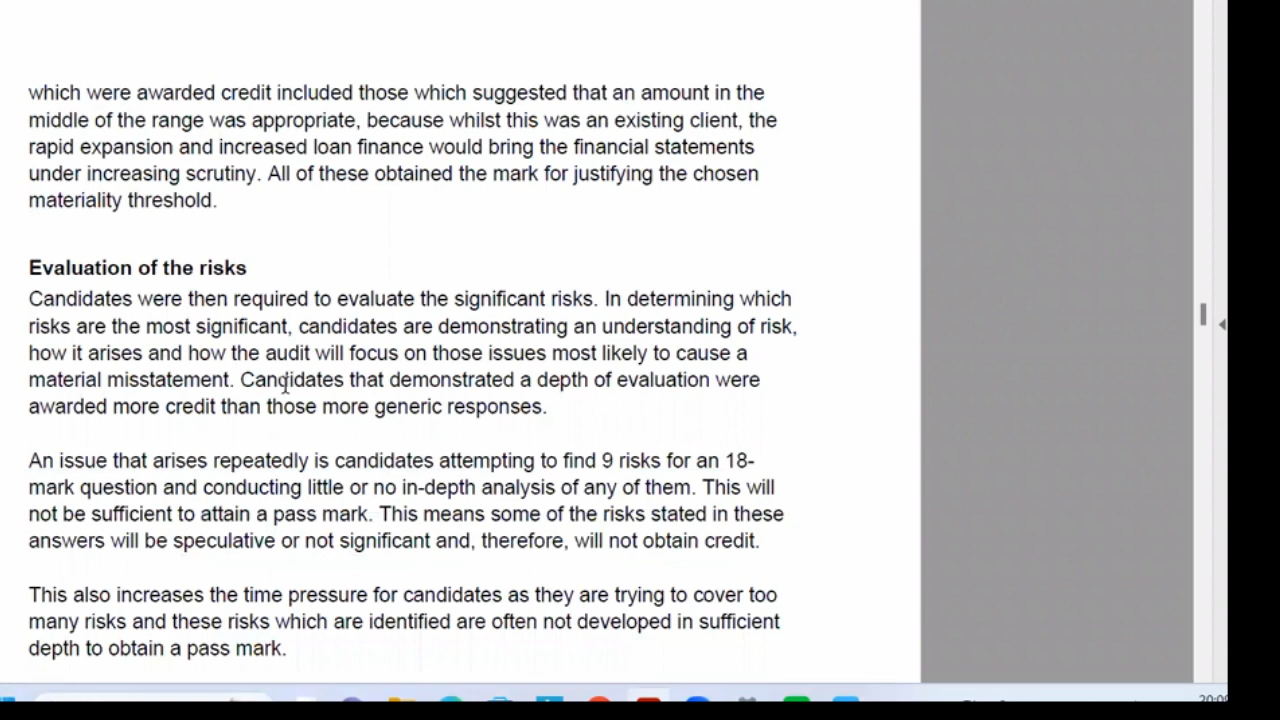 which were awarded credit included those which suggested that an amount in the
middle of the range was appropriate, because whilst this was an existing client, the
rapid expansion and increased loan finance would bring the financial statements
under increasing scrutiny. All of these obtained the mark for justifying the chosen
materiality threshold.
Evaluation of the risks
Candidates were then required to evaluate the significant risks. In determining which
risks are the most significant, candidates are demonstrating an understanding of risk,
how it arises and how the audit will focus on those issues most likely to cause a
material misstatement. Candidates that demonstrated a depth of evaluation were
awarded more credit than those more generic responses.
An issue that arises repeatedly is candidates attempting to find 9 risks for an 18-
mark question and conducting little or no in-depth analysis of any of them. This will
not be sufficient to attain a pass mark. This means some of the risks stated in these
answers will be speculative or not significant and, therefore, will not obtain credit.
This also increases the time pressure for candidates as they are trying to cover too
many risks and these risks which are identified are often not developed in sufficient
depth to obtain a pass mark.